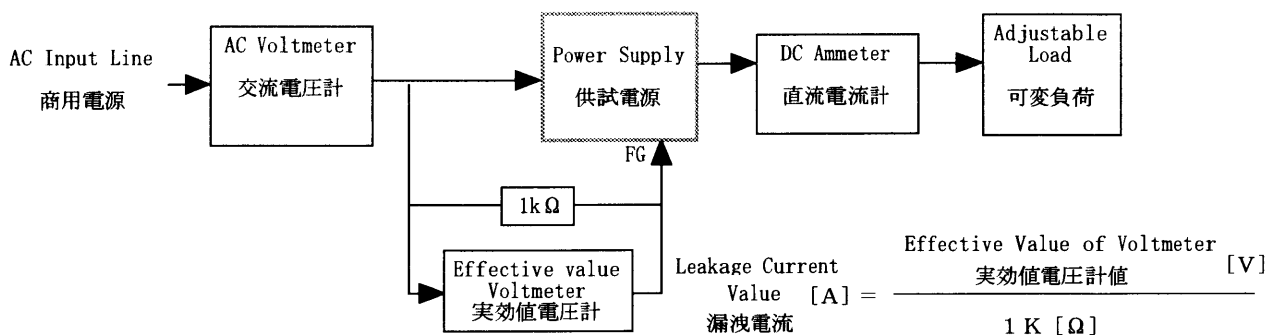 AC Input Line
商用電源
AC Voltmeter
交流電圧計
Power Supply
供試電源
DC Ammeter
直流電流計
Adjustable
Load
可変負荷
FG
1kΩ
Effective value
Voltmeter
実効値電圧計
Leakage Current
Value [A] =
漏洩電流
Effective Value of Voltmeter
実効値電圧計値 [V]
1 K [Ω]